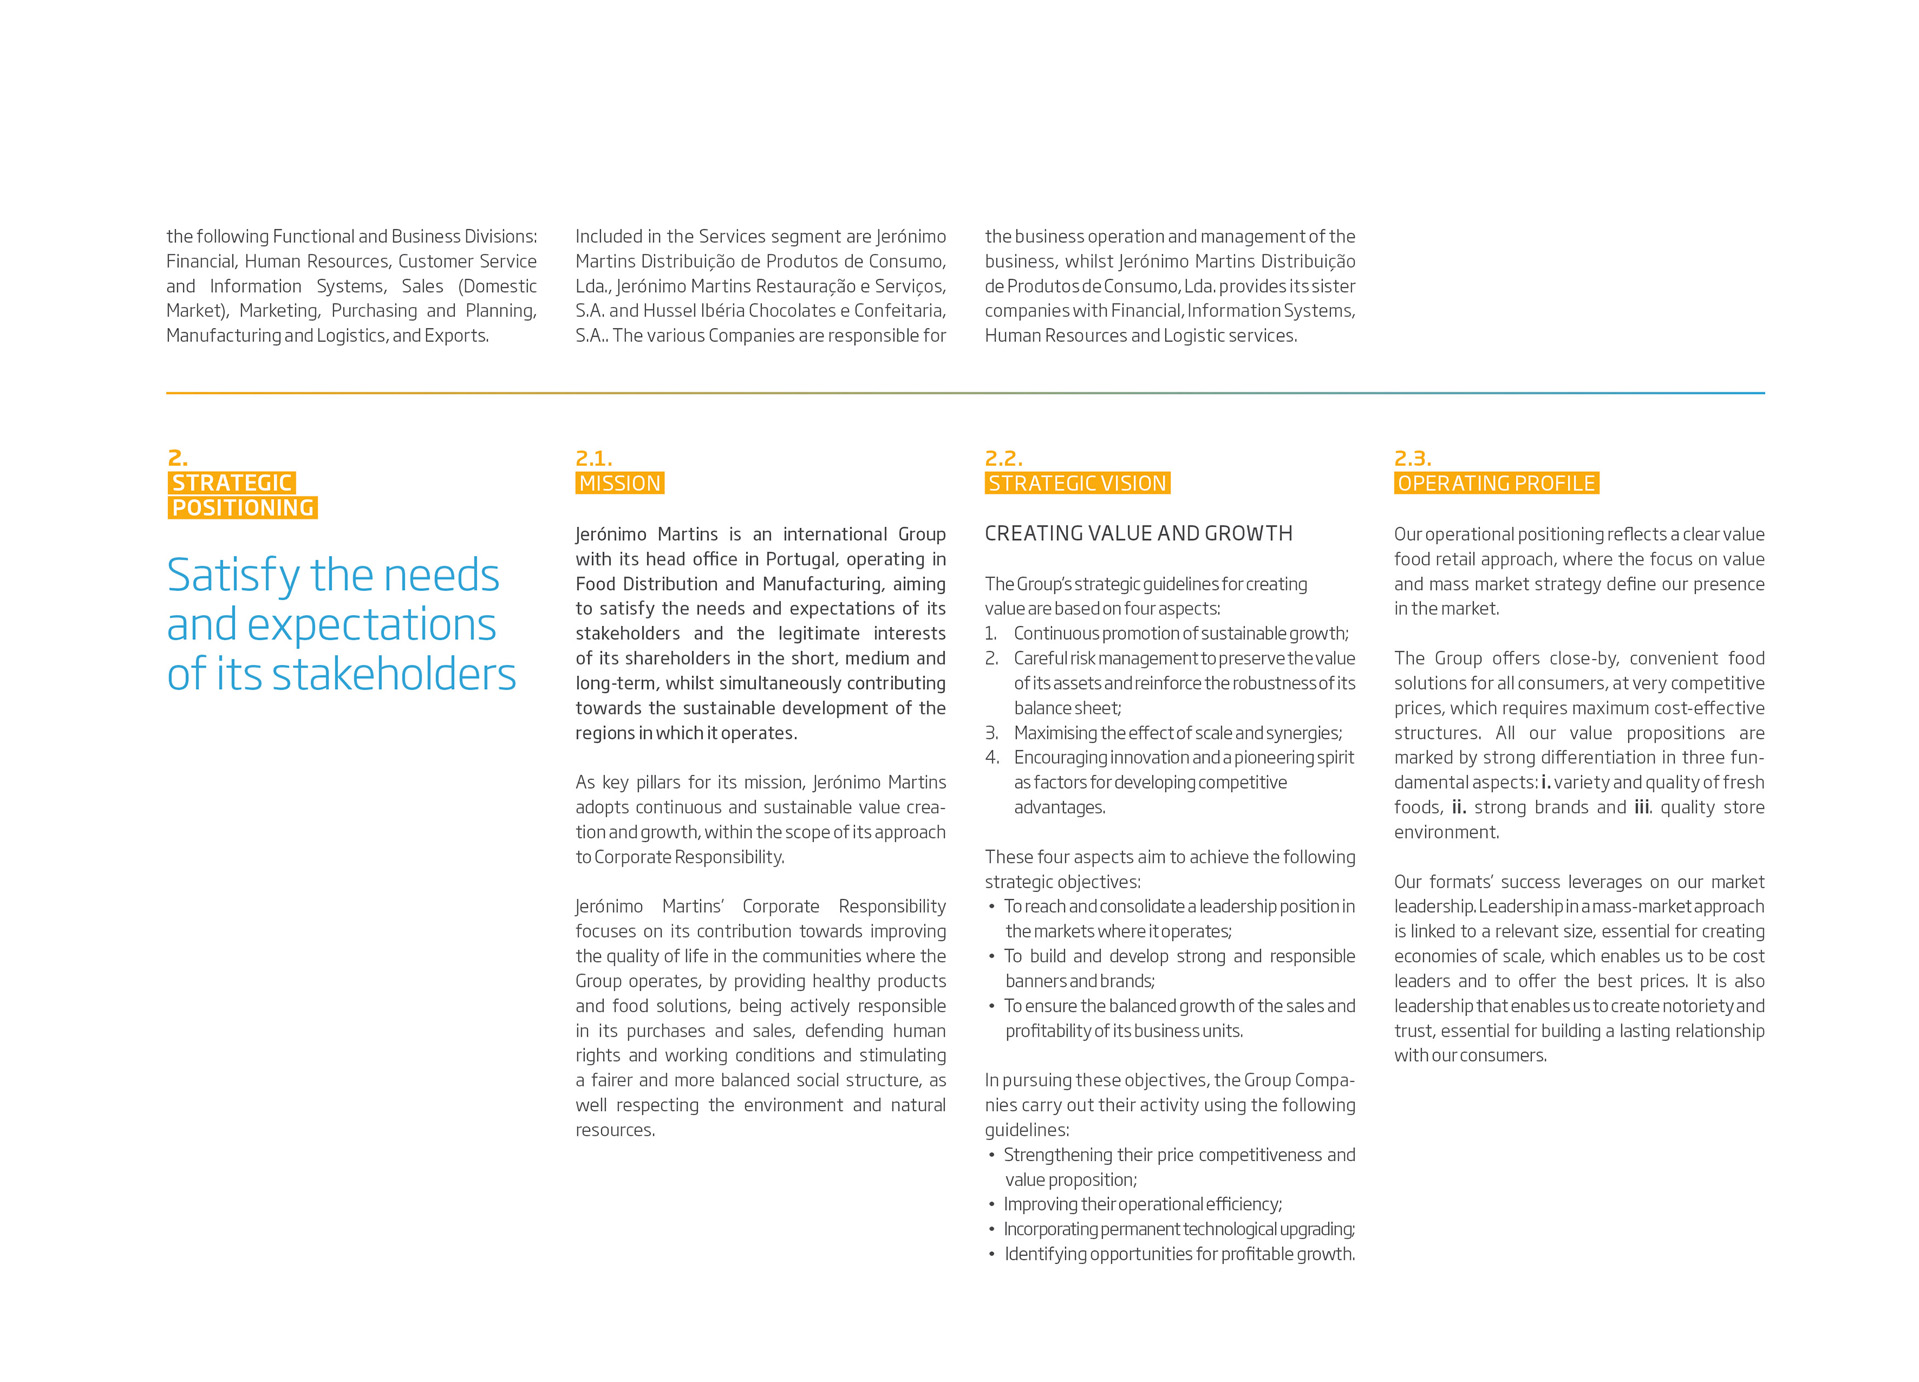 the following Functional and Business Divisions:
Financial, Human Resources, Customer Service
and Information Systems, Sales (Domestic
Market), Marketing, Purchasing and Planning,
Manufacturing and Logistics, and Exports.
Included in the Services segment are Jerónimo
Martins Distribuição de Produtos de Consumo,
Lda., Jerónimo Martins Restauração e Serviços,
S.A. and Hussel Ibéria Chocolates e Confeitaria,
S.A.. The various Companies are responsible for
the business operation and management of the
business, whilst Jerónimo Martins Distribuição
de Produtos de Consumo, Lda. provides its sister
companies with Financial, Information Systems,
Human Resources and Logistic services.
2.
STRATEGIC
POSITIONING
Satisfy the needs
and expectations
of its stakeholders
2.1.
MISSION
Jerónimo Martins is an international Group
with its head office in Portugal, operating in
Food Distribution and Manufacturing, aiming
to satisfy the needs and expectations of its
stakeholders and the legitimate interests
of its shareholders in the short, medium and
long-term, whilst simultaneously contributing
towards the sustainable development of the
regions in which it operates.
As key pillars for its mission, Jerónimo Martins
adopts continuous and sustainable value crea-
tion and growth, within the scope of its approach
to Corporate Responsibility.
Jerónimo Martins’ Corporate Responsibility
focuses on its contribution towards improving
the quality of life in the communities where the
Group operates, by providing healthy products
and food solutions, being actively responsible
in its purchases and sales, defending human
rights and working conditions and stimulating
a fairer and more balanced social structure, as
well respecting the environment and natural
resources.
2.2.
STRATEGIC VISION
CREATING VALUE AND GROWTH
The Group’s strategic guidelines for creating
value are based on four aspects:
1. Continuous promotion of sustainable growth;
2. Careful risk management to preserve the value
of its assets and reinforce the robustness of its
balance sheet;
3. Maximising the effect of scale and synergies;
4. Encouraging innovation and a pioneering spirit
as factors for developing competitive
advantages.
These four aspects aim to achieve the following
strategic objectives:
• To reach and consolidate a leadership position in
the markets where it operates;
• To build and develop strong and responsible
banners and brands;
• To ensure the balanced growth of the sales and
profitability of its business units.
In pursuing these objectives, the Group Compa-
nies carry out their activity using the following
guidelines:
• Strengthening their price competitiveness and
value proposition;
• Improving their operational efficiency;
• Incorporating permanent technological upgrading;
• Identifying opportunities for profitable growth.
2.3.
OPERATING PROFILE
Our operational positioning reflects a clear value
food retail approach, where the focus on value
and mass market strategy define our presence
in the market.
The Group offers close-by, convenient food
solutions for all consumers, at very competitive
prices, which requires maximum cost-effective
structures. All our value propositions are
marked by strong differentiation in three fun-
damental aspects: i. variety and quality of fresh
foods, ii. strong brands and iii. quality store
environment.
Our formats’ success leverages on our market
leadership. Leadership in a mass-market approach
is linked to a relevant size, essential for creating
economies of scale, which enables us to be cost
leaders and to offer the best prices. It is also
leadership that enables us to create notoriety and
trust, essential for building a lasting relationship
with our consumers.